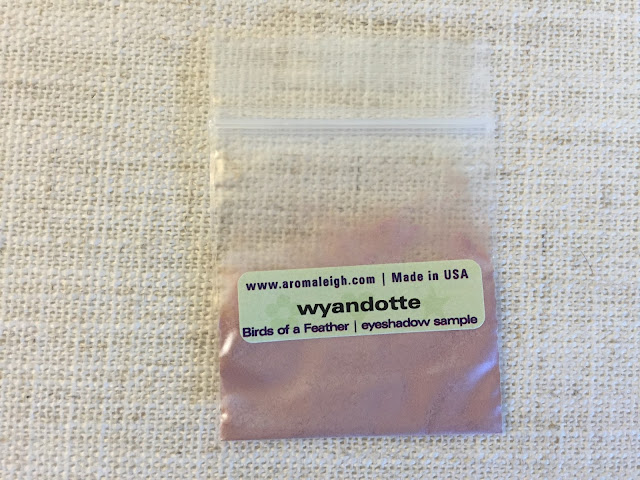 www.aromaleigh.com | Made in USA
wyandotte
Birds of a Feather | eyeshadow sample